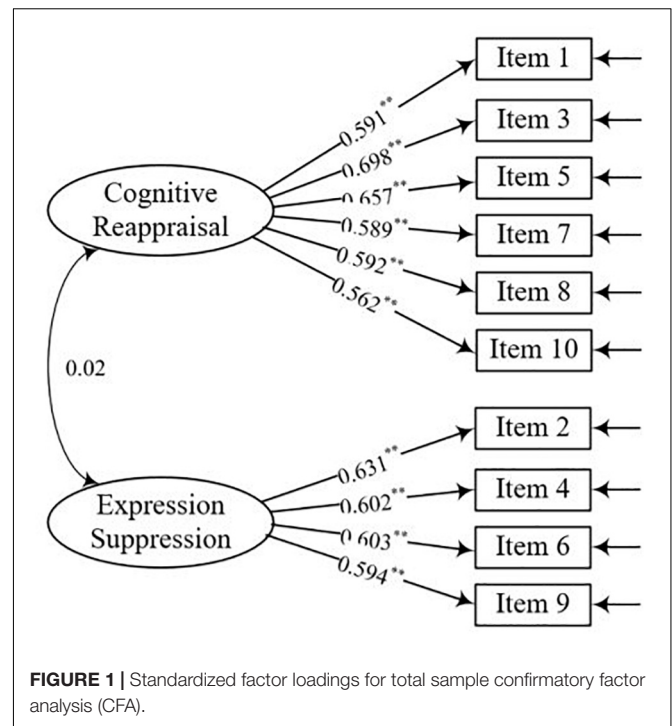 Item 1
0.591**
Item 3
0.698**
Item 5
0.657**
Cognitive
Reappraisal
Item 7
0.589**
Item 8
0.592**
Item 10
0.562**
0.02
Item 2
0.631**
Item 4
0.602**
Expression
Suppression
Item 6
0.603**
Item 9
0.594**
FIGURE 1 | Standardized factor loadings for total sample confirmatory factor
analysis (CFA).